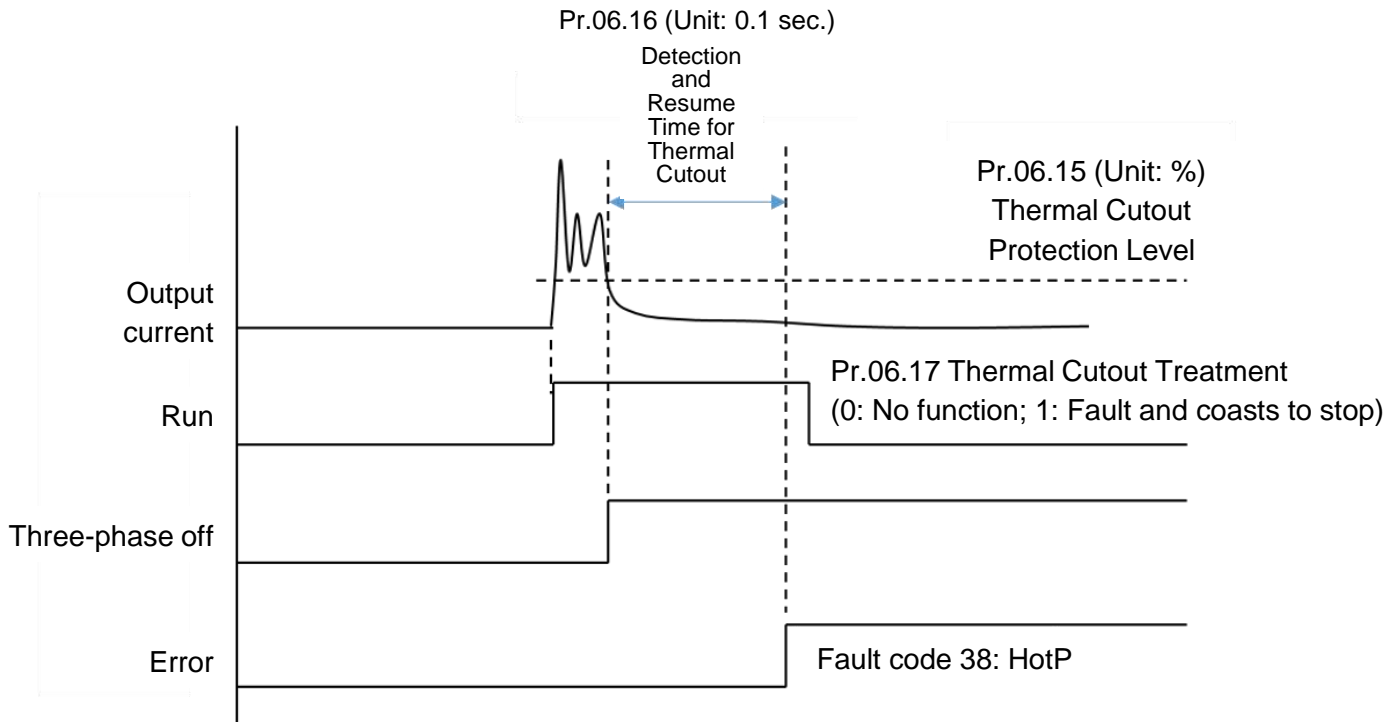 Pr.06.16 (Unit: 0.1 sec.)
Detection
and
Resume
Time for
Thermal
Cutout
Pr.06.15 (Unit: %)
Thermal Cutout
Protection Level
Output
current
Pr.06.17 Thermal Cutout Treatment
(0: No function; 1: Fault and coasts to stop)
Run
Three-phase off
Error
Fault code 38: HotP